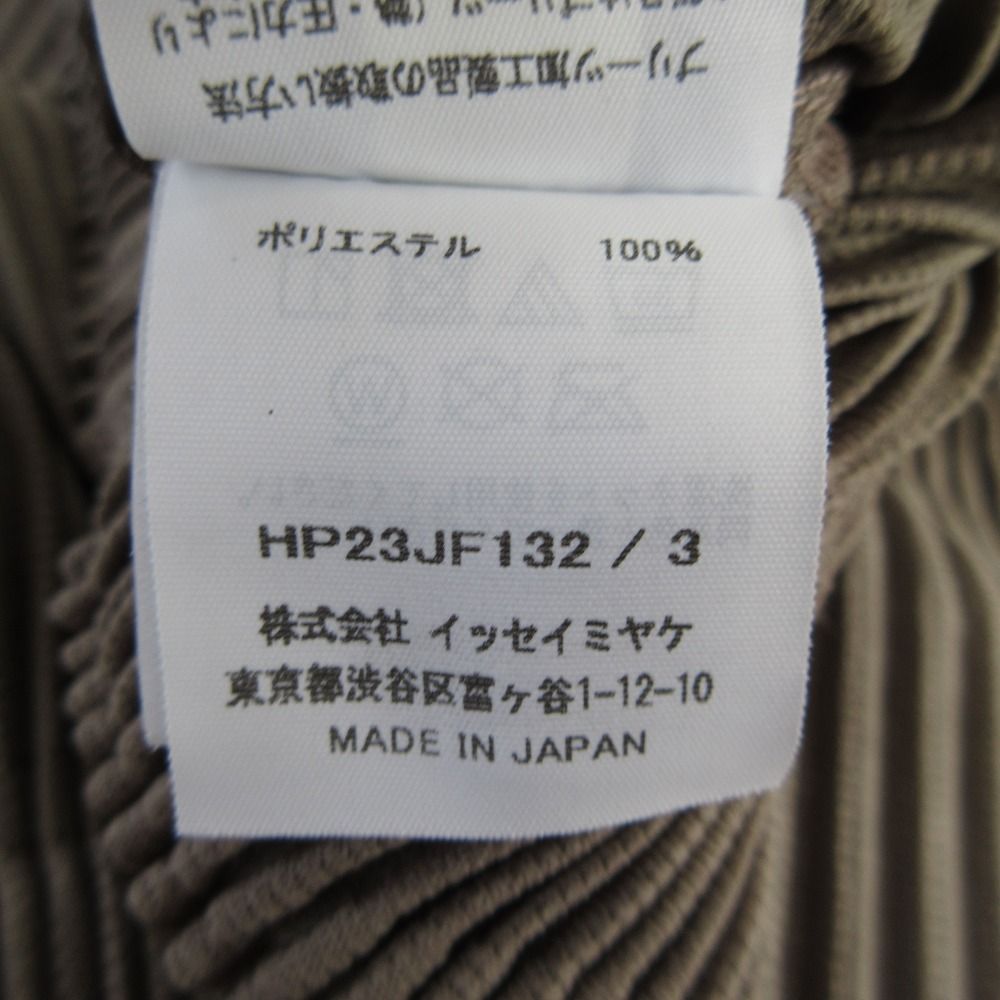 プリーツ加工製品の取扱い方法
ポリエステル 100%
HP23JF132 / 3
株式会社 イッセイミヤケ
東京都渋谷区富ヶ谷1-12-10
MADE IN JAPAN